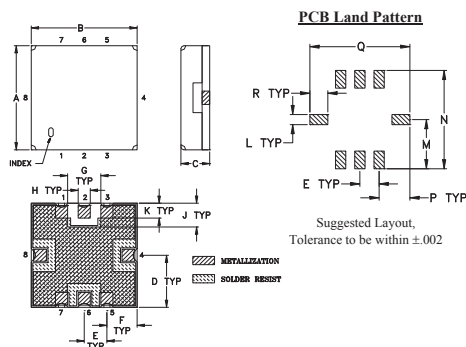 PCB Land Pattern
B
7 6 5
A
8
4
INDEX
1 2 3
C
Q
R TYP
L TYP
N
M
E TYP
P TYP
Suggested Layout,
Tolerance to be within ±.002
G
TYP
H TYP
1 2 3
K TYP
J TYP
8
4
D TYP
7 6 5
E
TYP
F
TYP
METALLIZATION
SOLDER RESIST